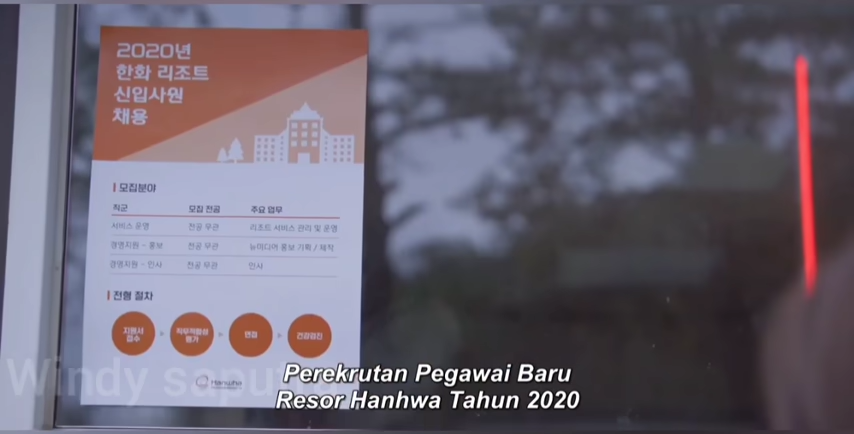 2020년
한화 리조트
신입사원
채용
모집분야
직군 모집 전공 주요 업무
서비스 운영 전공 무관 리조트 서비스 관리 및 운영
경영지원 - 홍보 전공 무관 뉴미디어 홍보 기획 / 제작
경영지원 - 인사 전공 무관 인사
전형 절차
지원서
접수
직무적합성
평가
면접
건강검진
Hanwha
Windy saputra
Perekrutan Pegawai Baru
Resor Hanhwa Tahun 2020